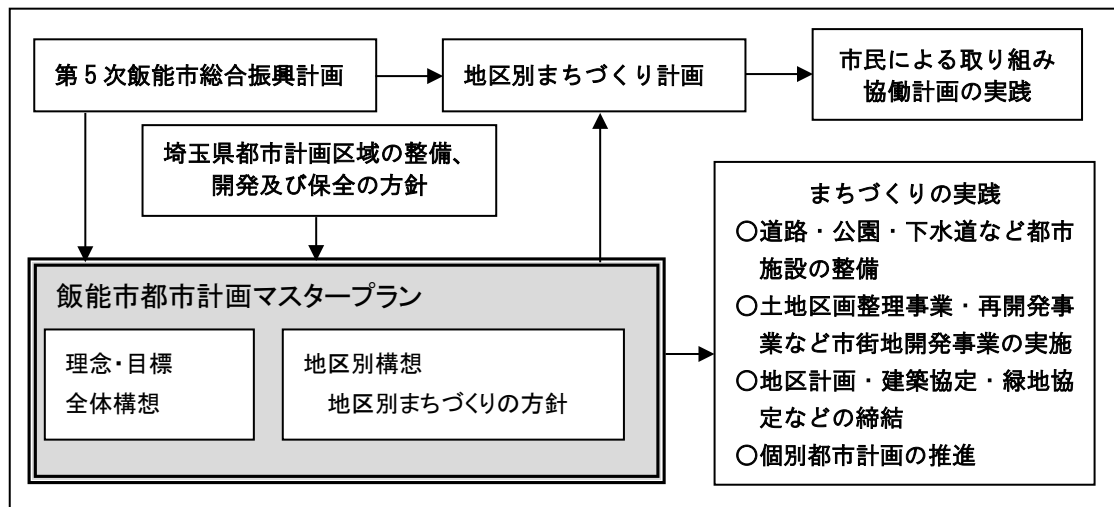 第5次飯能市総合振興計画
地区別まちづくり計画
市民による取り組み
協働計画の実践
埼玉県都市計画区域の整備、
開発及び保全の方針
飯能市都市計画マスタープラン
理念・目標
全体構想
地区別構想
地区別まちづくりの方針
まちづくりの実践
○道路・公園・下水道など都市
施設の整備
○土地区画整理事業・再開発事
業など市街地開発事業の実施
○地区計画・建築協定・緑地協
定などの締結
○個別都市計画の推進